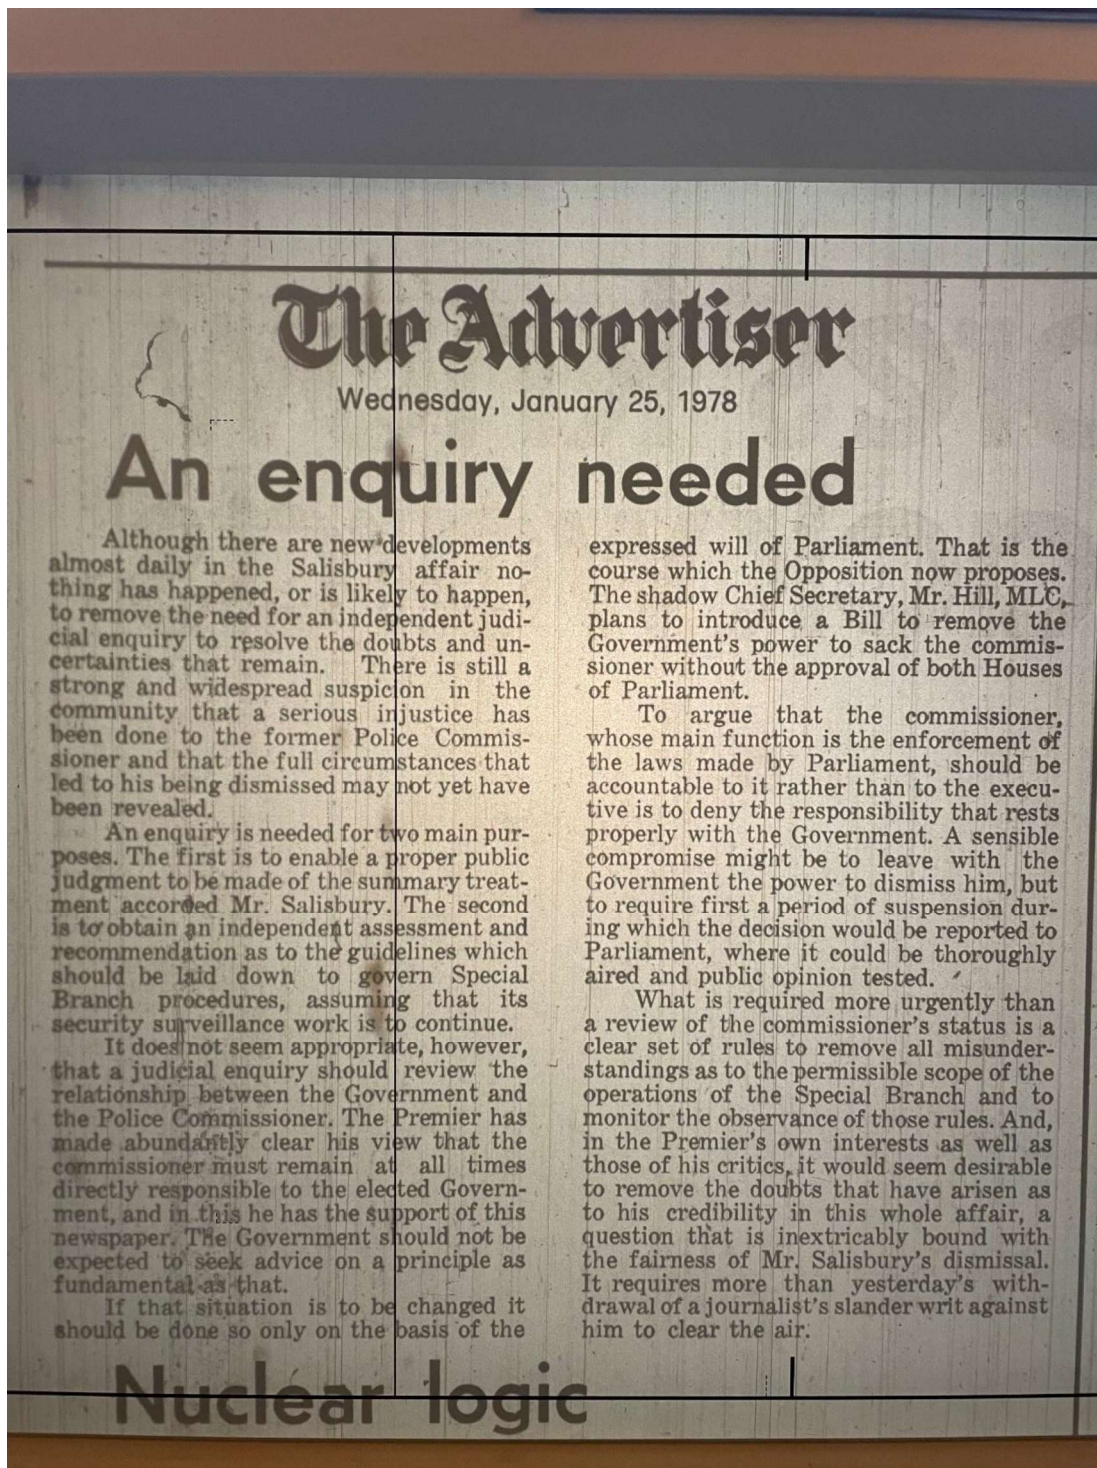 The Advertiser
Wednesday, January 25, 1978
An enquiry needed
Although there are new developments
almost daily in the Salisbury affair no-
thing has happened, or is likely to happen,
to remove the need for an independent judi-
cial enquiry to resolve the doubts and un-
certainties that remain. There is still a
strong and widespread suspicion in the
community that a serious injustice has
been done to the former Police Commis-
sioner and that the full circumstances that
led to his being dismissed may not yet have
been revealed.
An enquiry is needed for two main pur-
poses. The first is to enable a proper public
judgment to be made of the summary treat-
ment accorded Mr. Salisbury. The second
is to obtain an independent assessment and
recommendation as to the guidelines which
should be laid down to govern Special
Branch procedures, assuming that its
security surveillance work is to continue.
It does not seem appropriate, however,
that a judicial enquiry should review the
relationship between the Government and
the Police Commissioner. The Premier has
made abundantly clear his view that the
commissioner must remain at all times
directly responsible to the elected Govern-
ment, and in this he has the support of this
newspaper. The Government should not be
expected to seek advice on a principle as
fundamental as that.
If that situation is to be changed it
should be done so only on the basis of the
expressed will of Parliament. That is the
course which the Opposition now proposes.
The shadow Chief Secretary, Mr. Hill, MLC,
plans to introduce a Bill to remove the
Government's power to sack the commis-
sioner without the approval of both Houses
of Parliament.
To argue that the commissioner,
whose main function is the enforcement of
the laws made by Parliament, should be
accountable to it rather than to the execu-
tive is to deny the responsibility that rests
properly with the Government. A sensible
compromise might be to leave with the
Government the power to dismiss him, but
to require first a period of suspension dur-
ing which the decision would be reported to
Parliament, where it could be thoroughly
aired and public opinion tested.
What is required more urgently than
a review of the commissioner's status is a
clear set of rules to remove all misunder-
standings as to the permissible scope of the
operations of the Special Branch and to
monitor the observance of those rules. And,
in the Premier's own interests as well as
those of his critics, it would seem desirable
to remove the doubts that have arisen as
to his credibility in this whole affair, a
question that is inextricably bound with
the fairness of Mr. Salisbury's dismissal.
It requires more than yesterday's with-
drawal of a journalist's slander writ against
him to clear the air.
Nuclear logic